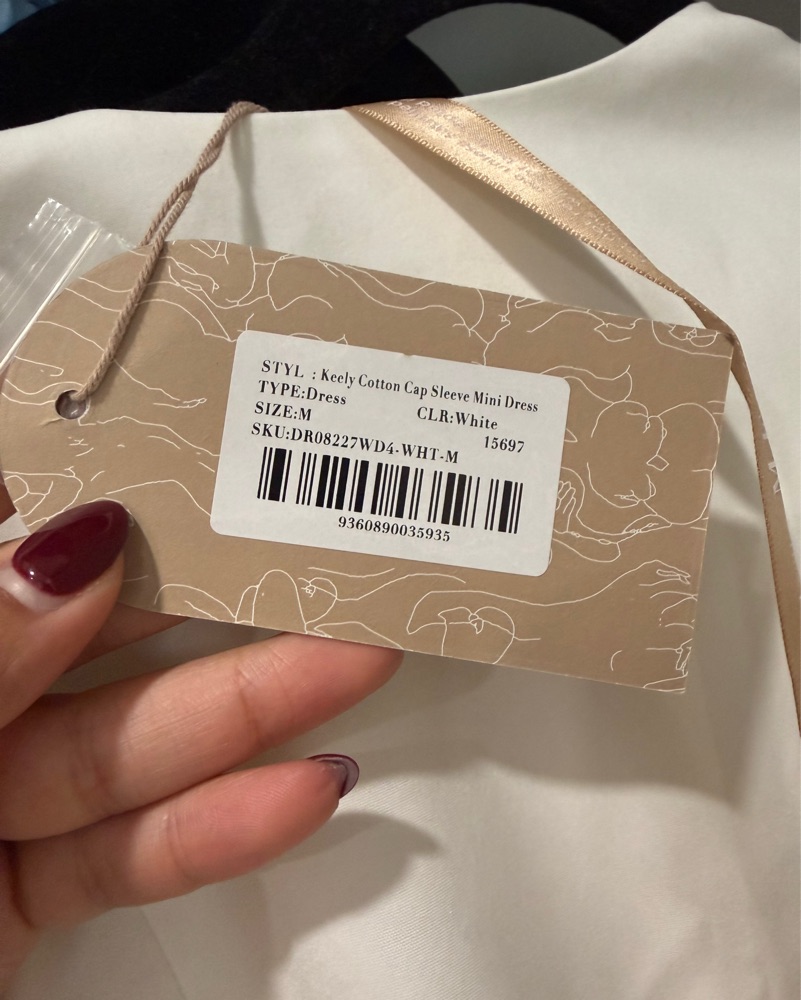 STYL : Keely Cotton Cap Sleeve Mini Dress
TYPE:Dress
SIZE:M CLR:White
SKU:DR08227WD4-WHT-M 15697
9360890035935